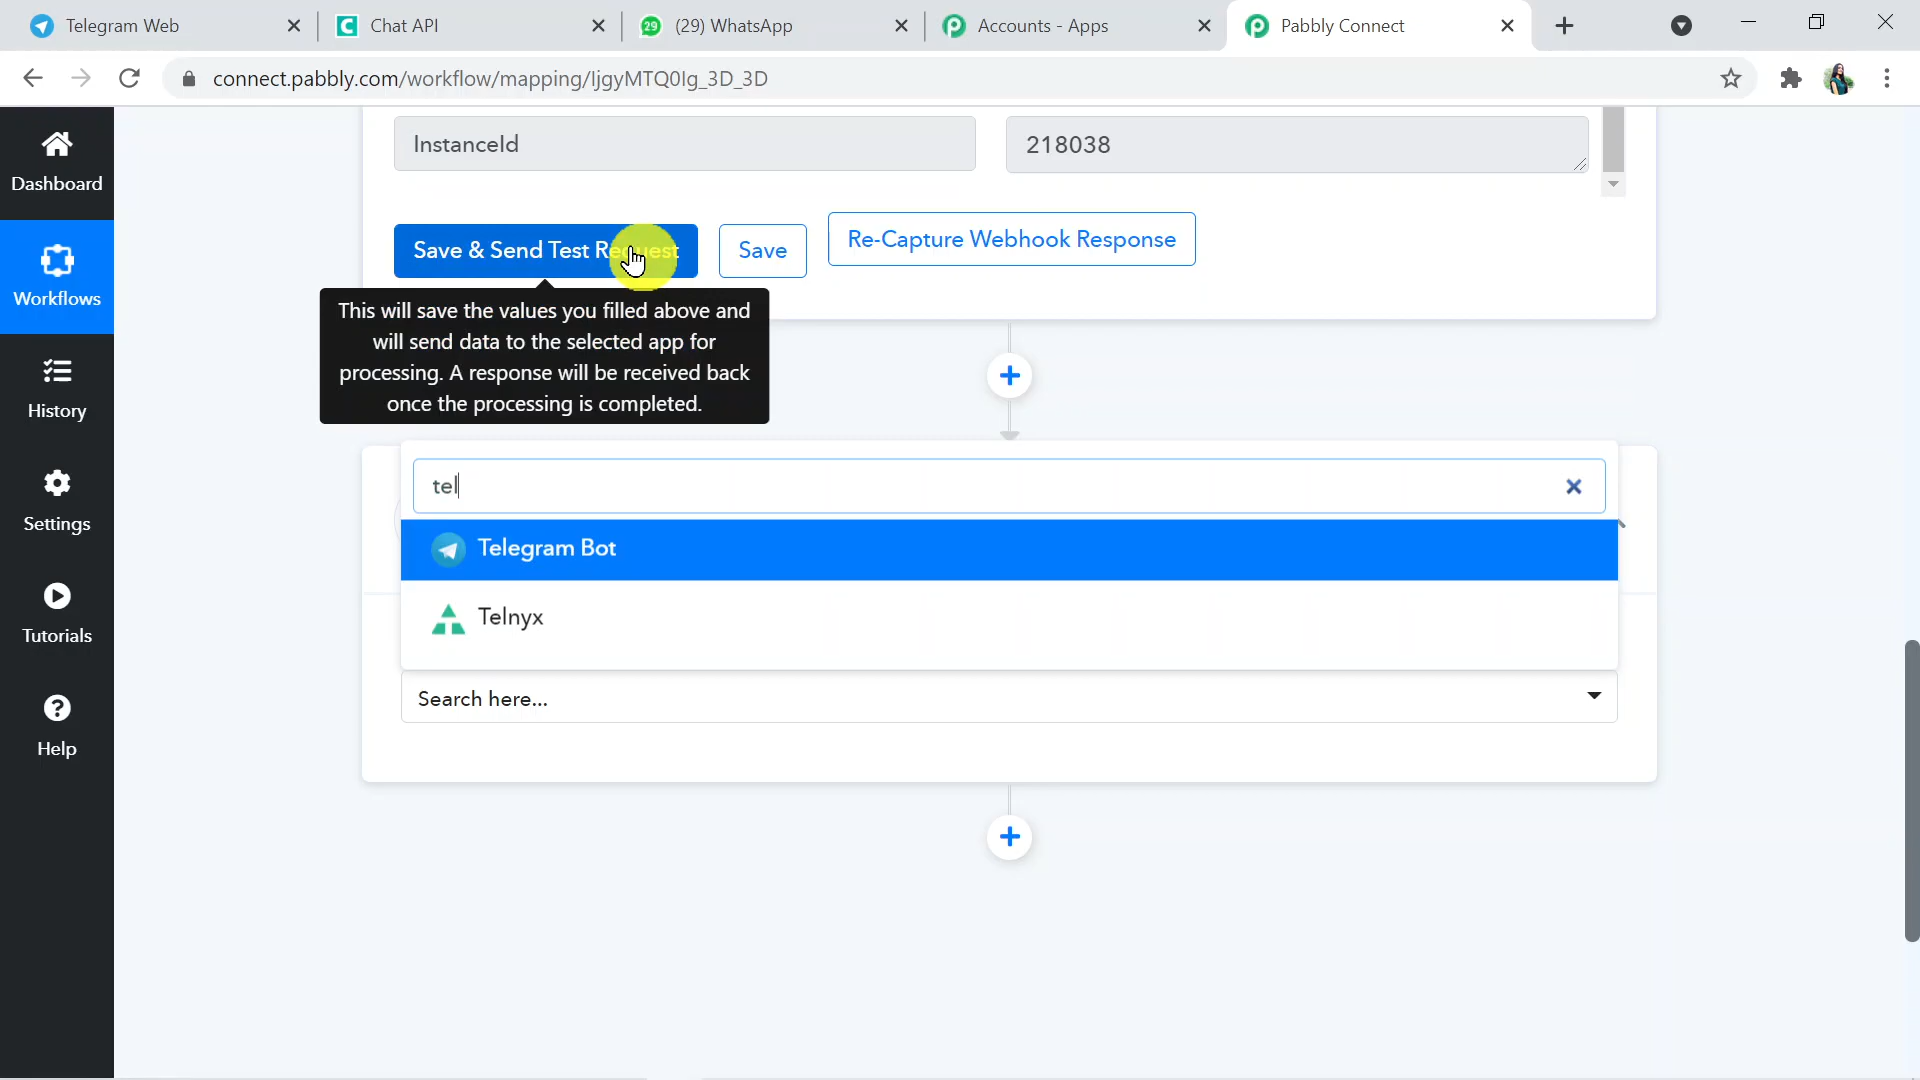 Telegram Web
Chat API
29
(29) WhatsApp
Accounts - Apps
Pabbly Connect
connect.pabbly.com/workflow/mapping/IjgyMTQ0Ig_3D_3D
Dashboard
Workflows
History
Settings
Tutorials
Help
InstanceId
218038
Save & Send Test Request
Save
Re-Capture Webhook Response
This will save the values you filled above and
will send data to the selected app for
processing. A response will be received back
once the processing is completed.
tel
Telegram Bot
Telnyx
Search here...